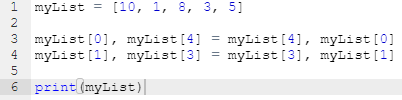 1 myList = [10, 1, 8, 3, 5]
2
3 myList[0], myList[4] = myList[4], myList[0]
4 myList[1], myList[3] = myList[3], myList[1]
5
6 print(myList)